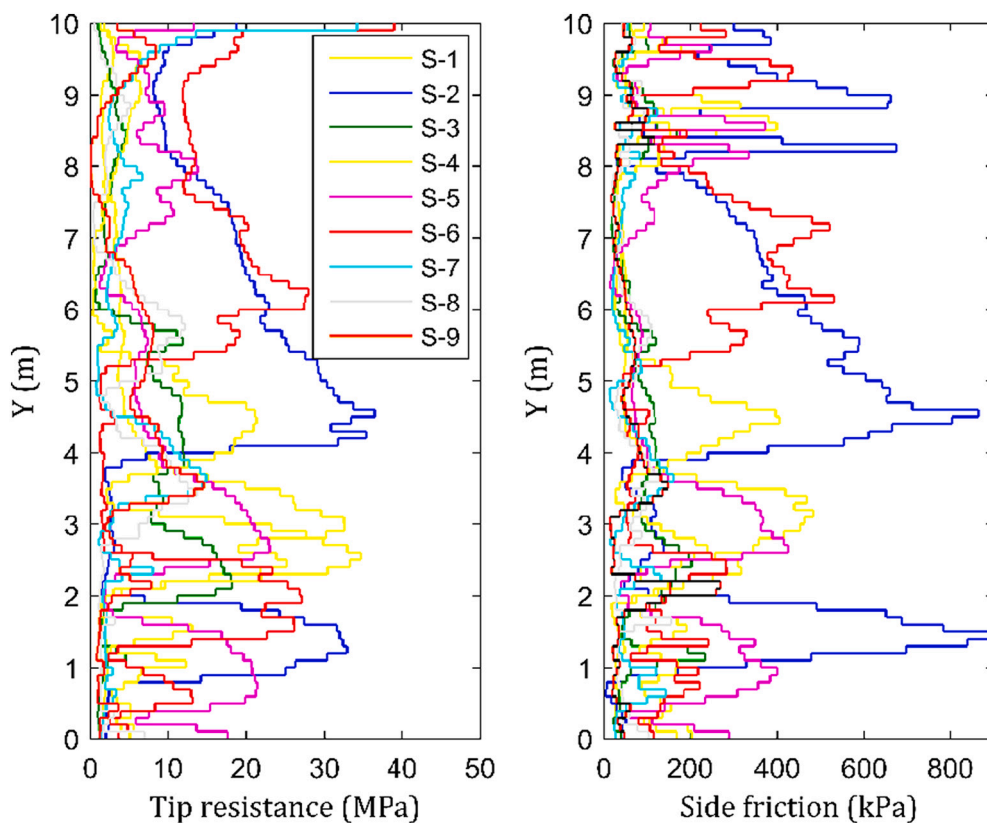 10
9
8
7
6
5
4
3
2
1
0
Y (m)
0 10 20 30 40 50
Tip resistance (MPa)
S-1
S-2
S-3
S-4
S-5
S-6
S-7
S-8
S-9
10
9
8
7
6
5
4
3
2
1
0
Y (m)
0 200 400 600 800
Side friction (kPa)